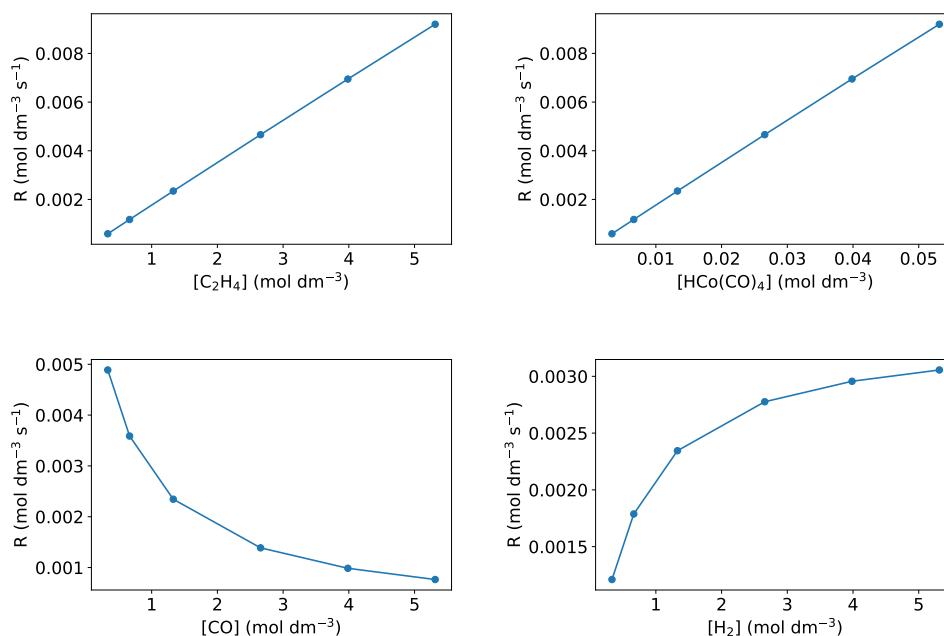 R (mol dm⁻³ s⁻¹)
0.008
0.006
0.004
0.002
1 2 3 4 5
[C₂H₄] (mol dm⁻³)
R (mol dm⁻³ s⁻¹)
0.008
0.006
0.004
0.002
0.01 0.02 0.03 0.04 0.05
[HCo(CO)₄] (mol dm⁻³)
R (mol dm⁻³ s⁻¹)
0.005
0.004
0.003
0.002
0.001
1 2 3 4 5
[CO] (mol dm⁻³)
R (mol dm⁻³ s⁻¹)
0.0030
0.0025
0.0020
0.0015
1 2 3 4 5
[H₂] (mol dm⁻³)